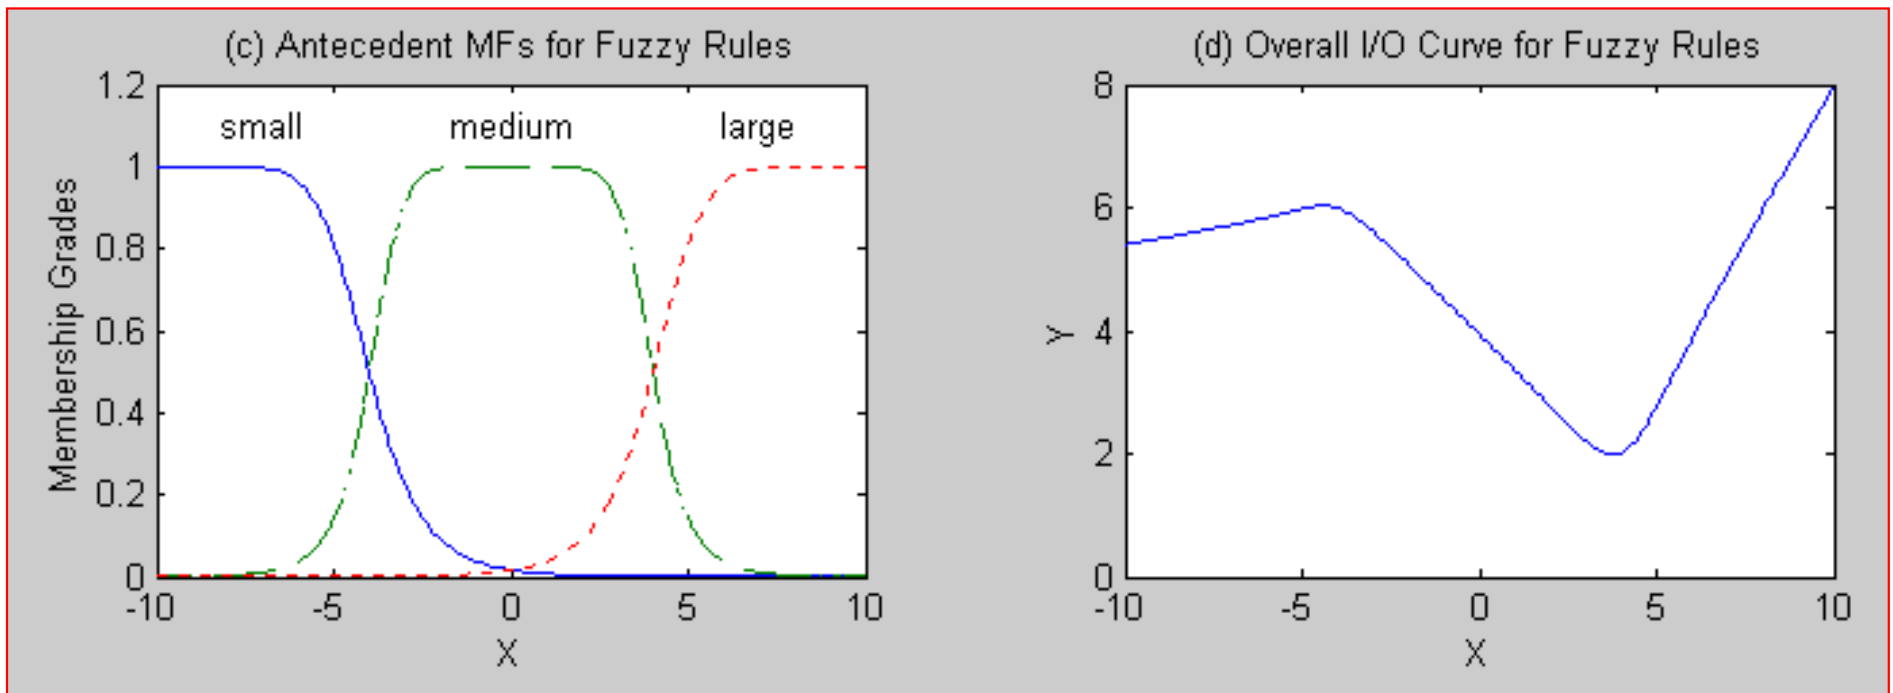 (c) Antecedent MFs for Fuzzy Rules
1.2
1
0.8
0.6
0.4
0.2
0
Membership Grades
small medium large
-10 -5 0 5 10
X
(d) Overall I/O Curve for Fuzzy Rules
8
6
4
2
0
Y
-10 -5 0 5 10
X